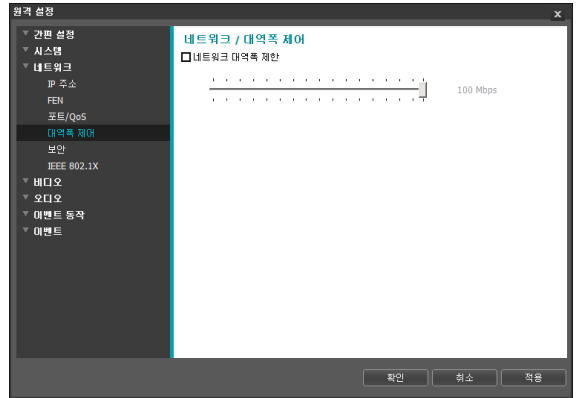 원격 설정
x
간편 설정
시스템
네트워크
IP 주소
FEN
포트/QoS
대역폭 제어
보안
IEEE 802.1X
비디오
오디오
이벤트 동작
이벤트
네트워크 / 대역폭 제어
네트워크 대역폭 제한
100 Mbps
확인
취소
적용